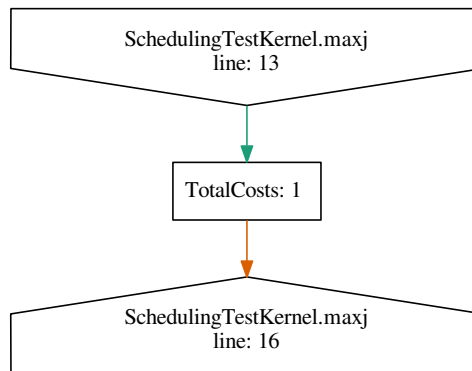 SchedulingTestKernel.maxj
line: 13
TotalCosts: 1
SchedulingTestKernel.maxj
line: 16